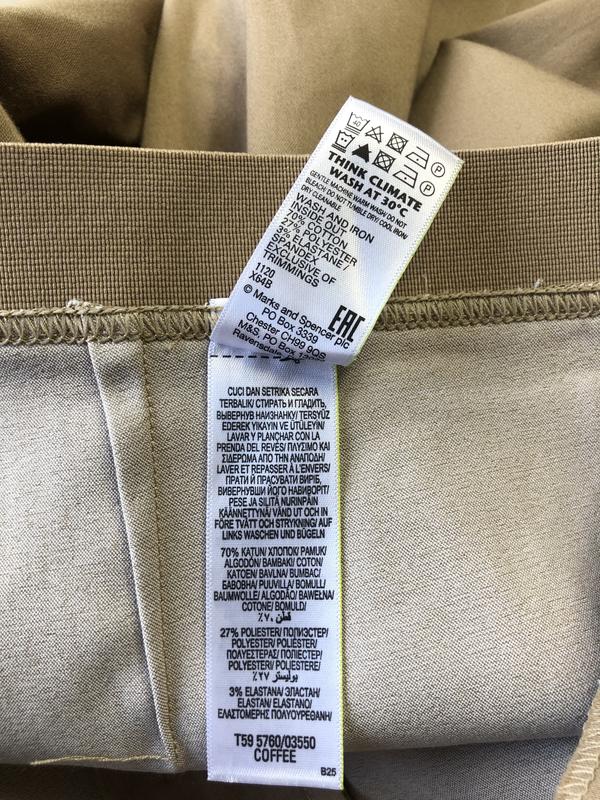 40
P
P
THINK CLIMATE
WASH AT 30°C
GENTLE MACHINE WARM WASH/ DO NOT
BLEACH/ DO NOT TUMBLE DRY/ COOL IRON/
DRY CLEANABLE
WASH AND IRON
INSIDE OUT
70% COTTON
27% POLYESTER
3% ELASTANE/
SPANDEX
EXCLUSIVE OF
TRIMMINGS
1120
X64B
EAC
© Marks and Spencer plc
PO Box 3339
Chester CH99 9QS
M&S, PO Box
CUCI DAN SETRIKA SECARA
TERBALIK/ СТИРАТЬ И ГЛАДИТЬ,
ВЫВЕРНУВ НАИЗНАНКУ/ TERSYÜZ
EDEREK YIKAYIN VE ÜTÜLEYİN/
LAVAR Y PLANCHAR CON LA
PRENDA DEL REVÉS/ ΠΛΥΣΙΜΟ ΚΑΙ
ΣΙΔΕΡΩΜΑ ΑΠΟ ΤΗΝ ΑΝΑΠΟΔΗ/
LAVER ET REPASSER À L'ENVERS/
ПРАТИ Й ПРАСУВАТИ ВИРІБ,
ВИВЕРНУВШИ ЙОГО НАВИВОРІТ/
PESE JA SILITÄ NURINPÄIN
KÄÄNNETTYNÄ/ VÄND UT OCH IN
FÖRE TVÄTT OCH STRYKNING/ AUF
LINKS WASCHEN UND BÜGELN
70% KATUN/ ХЛОПОК/ PAMUK/
ALGODÓN/ ΒΑΜΒΑΚΙ/ COTON/
KATOEN/ BAVLNA/ BUMBAC/
БАВОВНА/ PUUVILLA/ BOMULL/
BAUMWOLLE/ ALGODÃO/ BAWEŁNA/
COTONE/ BOMULD/
قطن ٧٠٪
27% POLIESTER/ ПОЛИЭСТЕР/
POLYESTER/ POLIÉSTER/
ΠΟΛΥΕΣΤΕΡΑΣ/ ПОЛІЕСТЕР/
POLYESTERI/ POLIESTERE/
بوليستر ٢٧٪
3% ELASTANA/ ЭЛАСТАН/
ELASTAN/ ELASTANO/
ΕΛΑΣΤΟΜΕΡΗΣ ΠΟΛΥΟΥΡΕΘΑΝΗ/
T59 5760/03550
COFFEE
B25